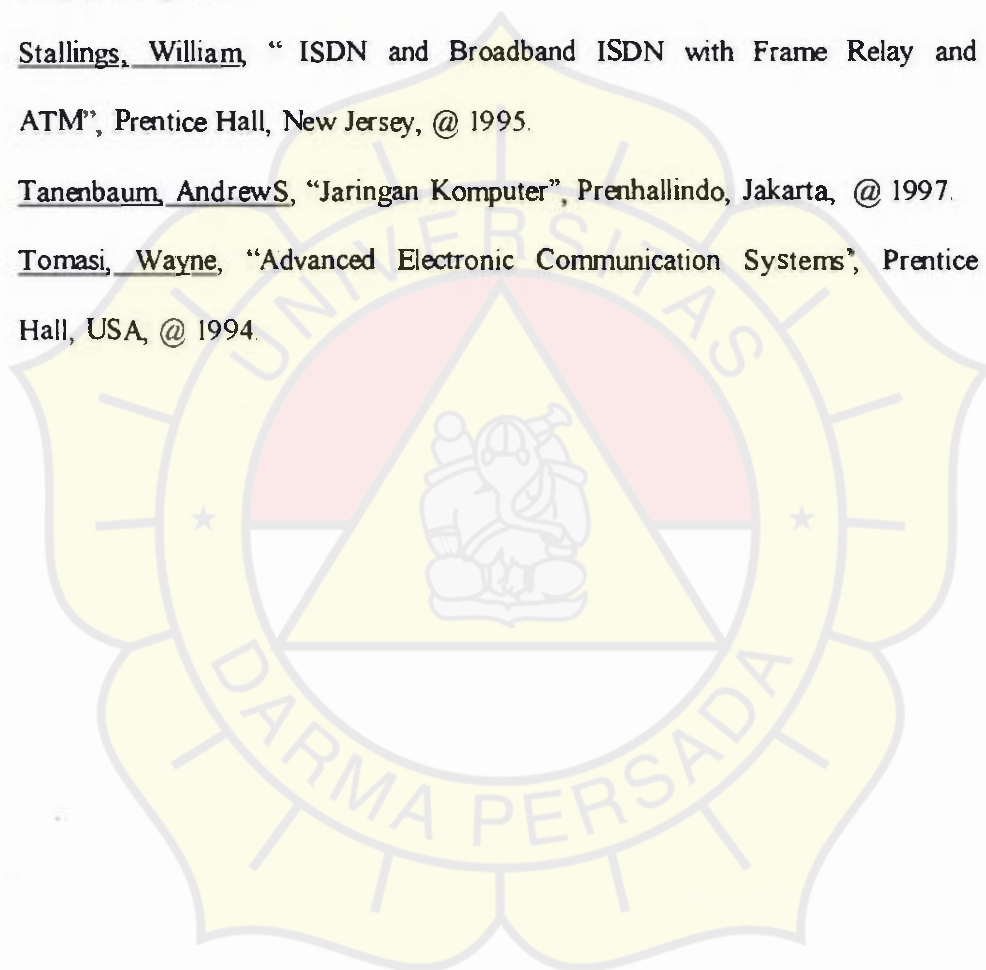 Stallings, William, “ ISDN and Broadband ISDN with Frame Relay and
ATM”, Prentice Hall, New Jersey, @ 1995.
Tanenbaum, AndrewS, “Jaringan Komputer”, Prenhallindo, Jakarta, @ 1997.
Tomasi, Wayne, “Advanced Electronic Communication Systems”, Prentice
Hall, USA, @ 1994.
UNIVERSITAS
DARMA PERSADA